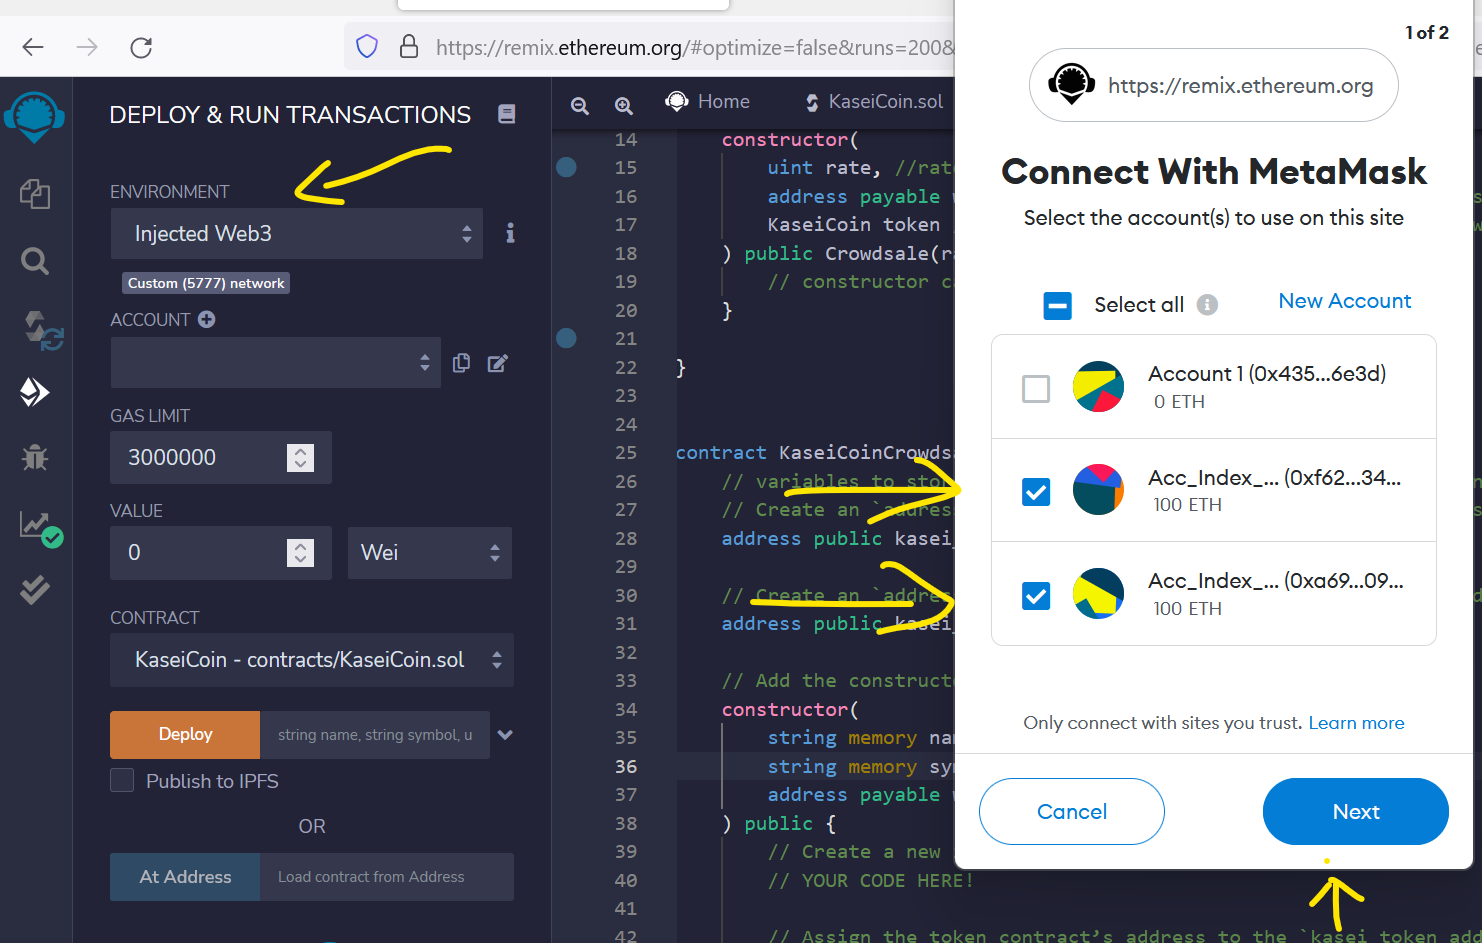 https://remix.ethereum.org/#optimize=false&runs=200&
DEPLOY & RUN TRANSACTIONS
ENVIRONMENT
Injected Web3
Custom (5777) network
ACCOUNT
GAS LIMIT
3000000
VALUE
0
Wei
CONTRACT
KaseiCoin - contracts/KaseiCoin.sol
Deploy
string name, string symbol, u
Publish to IPFS
OR
At Address
Load contract from Address
Home
KaseiCoin.sol
14 constructor(
15 uint rate, //rat
16 address payable
17 KaseiCoin token
18 ) public Crowdsale(r
19 // constructor c
20 }
21
22 }
23
24
25 contract KaseiCoinCrowds
26 // variables to sto
27 // Create an `addres
28 address public kasei_
29
30 // Create an `addres
31 address public kasei_
32
33 // Add the construct
34 constructor(
35 string memory na
36 string memory sy
37 address payable
38 ) public {
39 // Create a new
40 // YOUR CODE HERE!
41
42 // Assign the token contract's address to the `kasei_token_add
1 of 2
https://remix.ethereum.org
Connect With MetaMask
Select the account(s) to use on this site
Select all
New Account
Account 1 (0x435...6e3d)
0 ETH
Acc_Index_... (0xf62...34...
100 ETH
Acc_Index_... (0xa69...09...
100 ETH
Only connect with sites you trust. Learn more
Cancel
Next